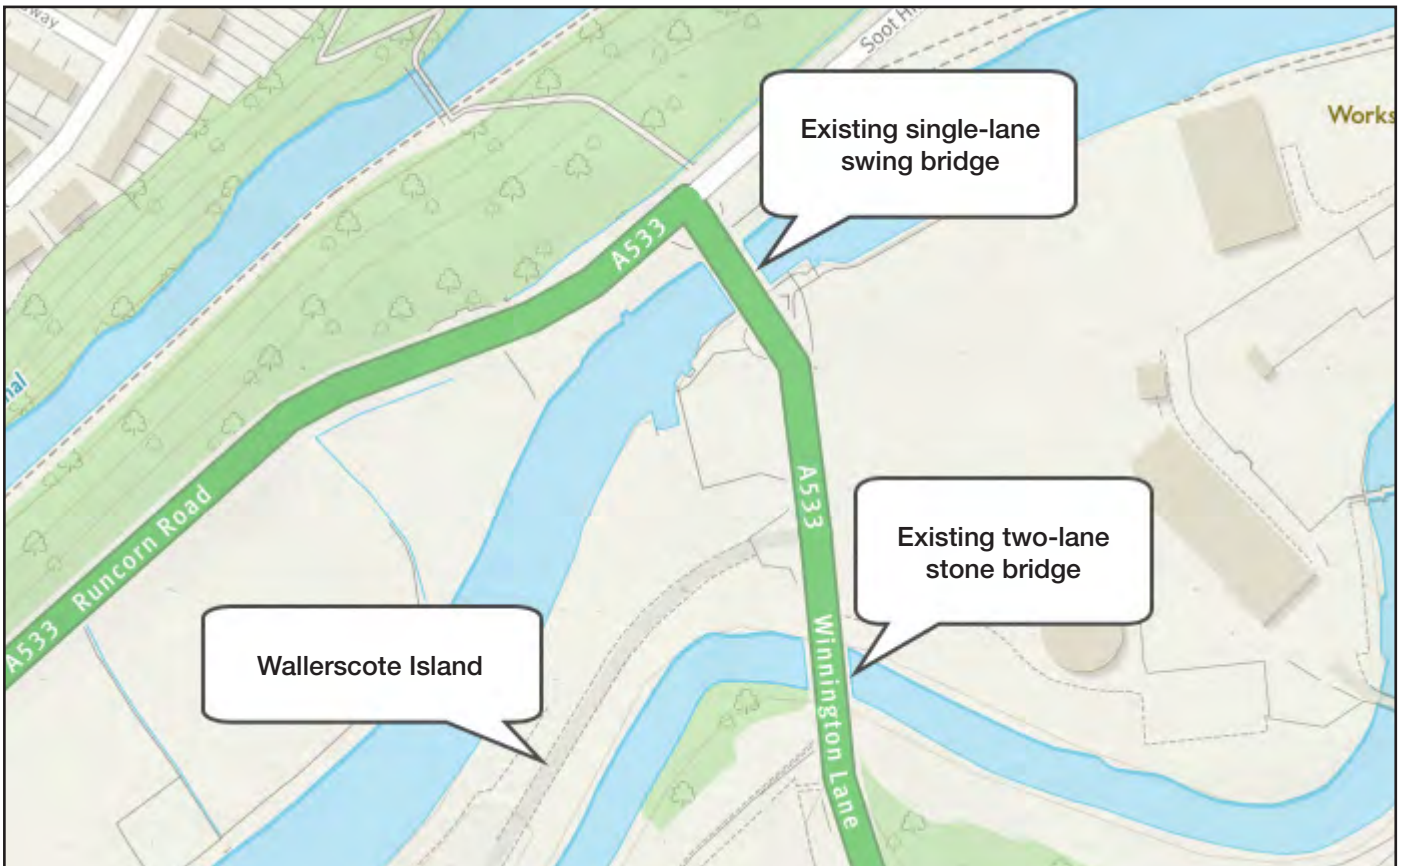 Soot
Existing single-lane
swing bridge
Works
A533
A533
Existing two-lane
stone bridge
A533 Runcorn Road
Wallerscote Island
Winnington Lane